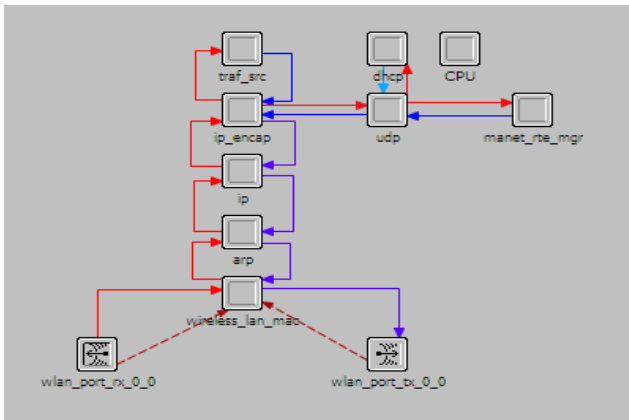 traf_src
dhcp
CPU
ip_encap
udp
manet_rte_mgr
ip
arp
wireless_lan_mac
wlan_port_rx_0_0
wlan_port_tx_0_0